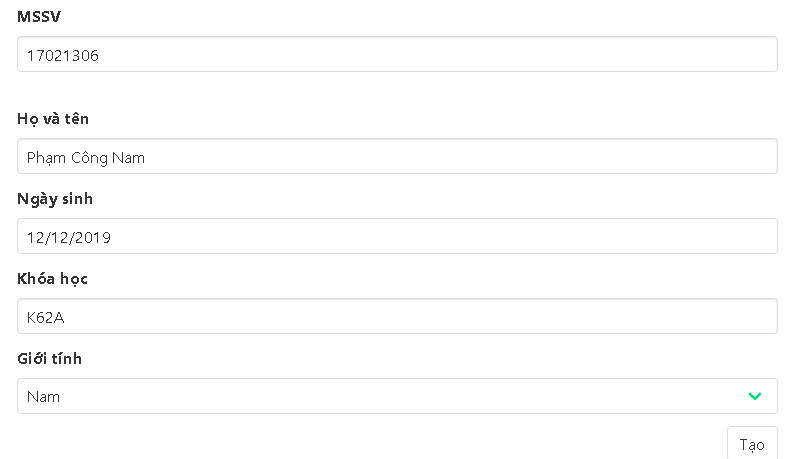 MSSV
17021306
Họ và tên
Phạm Công Nam
Ngày sinh
12/12/2019
Khóa học
K62A
Giới tính
Nam
Tạo